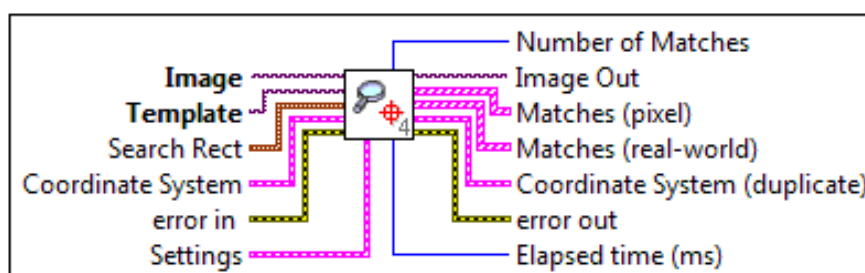 Number of Matches
Image
Image Out
Template
Matches (pixel)
Search Rect
Matches (real-world)
Coordinate System
Coordinate System (duplicate)
error in
error out
Settings
Elapsed time (ms)
4